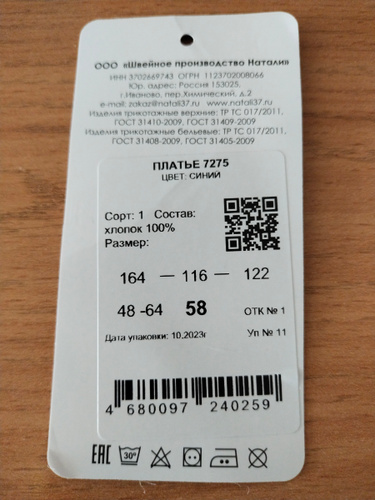 ООО «Швейное производство Натали»
ИНН 3702669743 ОГРН 1123702008066
Юр. адрес: Россия 153025,
г.Иваново, пер.Химический, д.2
e-mail: zakaz@natali37.ru www.natali37.ru
Изделия трикотажные верхние: ТР ТС 017/2011,
ГОСТ 31410-2009, ГОСТ 31409-2009
Изделия трикотажные бельевые: ТР ТС 017/2011,
ГОСТ 31408-2009, ГОСТ 31405-2009
ПЛАТЬЕ 7275
ЦВЕТ: СИНИЙ
Сорт: 1 Состав:
хлопок 100%
Размер:
164 — 116 — 122
48 -64 58 ОТК № 1
Дата упаковки: 10.2023г Уп № 11
4 680097 240259
EAC 30°